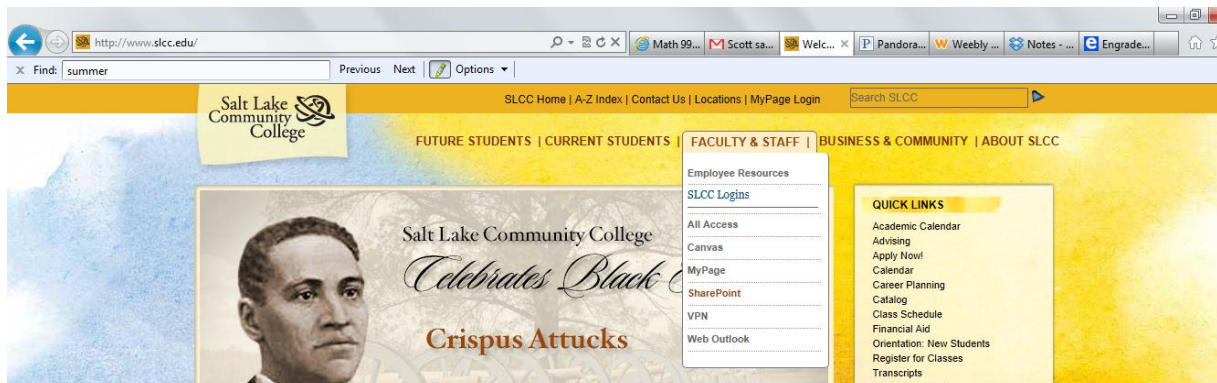 http://www.slcc.edu/
Math 99...
Scott sa...
Welc...
Pandora...
Weebly ...
Notes - ...
Engrade...
x Find: summer Previous Next Options
Salt Lake
Community
College
SLCC Home | A-Z Index | Contact Us | Locations | MyPage Login
Search SLCC
FUTURE STUDENTS | CURRENT STUDENTS | FACULTY & STAFF | BUSINESS & COMMUNITY | ABOUT SLCC
Employee Resources
SLCC Logins
All Access
Canvas
MyPage
SharePoint
VPN
Web Outlook
Salt Lake Community College
Celebrates Black
Crispus Attucks
QUICK LINKS
Academic Calendar
Advising
Apply Now!
Calendar
Career Planning
Catalog
Class Schedule
Financial Aid
Orientation: New Students
Register for Classes
Transcripts